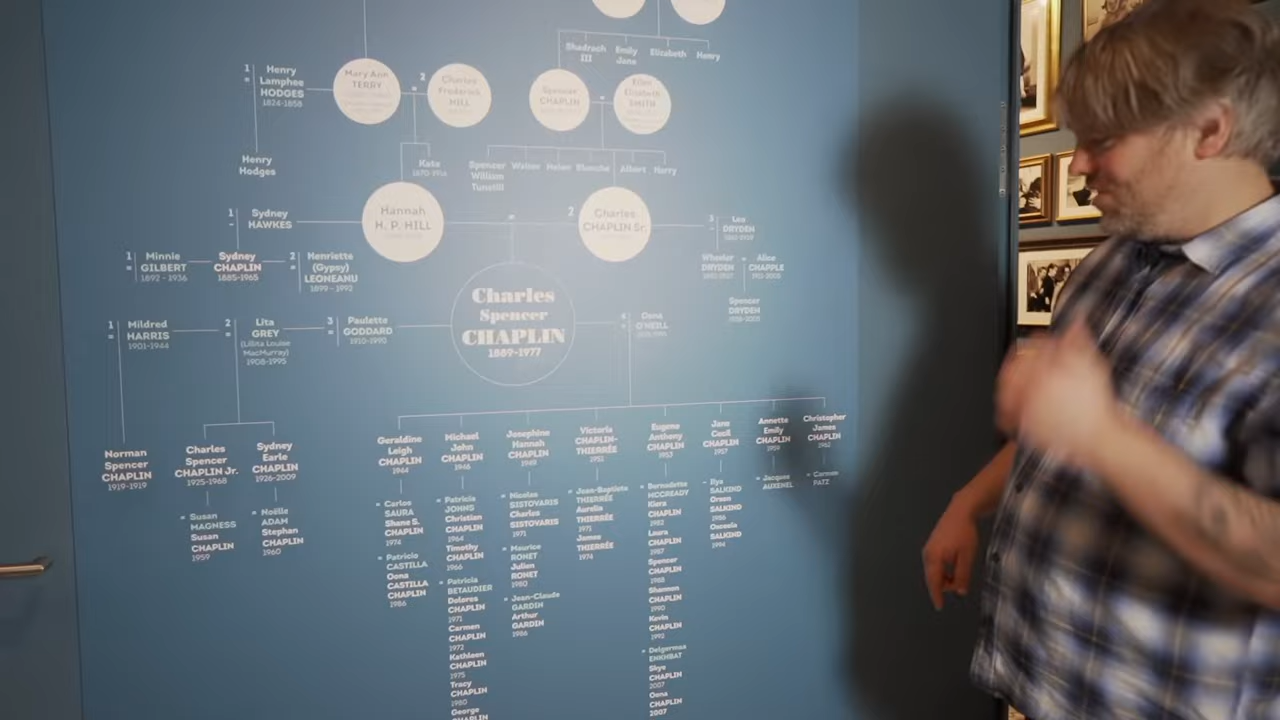 Shadrach
III
Emily
Jane
Elizabeth
Henry
1
=
Henry
Lamphee
HODGES
1824-1858
Mary Ann
TERRY
2
=
Charles
Frederick
HILL
Spencer
CHAPLIN
=
Ellen
Elizabeth
SMITH
Henry
Hodges
Kate
1870-1916
Spencer
William
Tunstill
Walter
Helen
Blanche
Albert
Harry
1
-
Sydney
HAWKES
Hannah
H. P. HILL
=
2
Charles
CHAPLIN Sr.
3
-
Leo
DRYDEN
1
=
Minnie
GILBERT
1892 - 1936
Sydney
CHAPLIN
1885-1965
2
=
Henriette
(Gypsy)
LEONEANU
1899 - 1992
Wheeler
DRYDEN
=
Alice
CHAPPLE
Spencer
DRYDEN
1
=
Mildred
HARRIS
1901-1944
2
=
Lita
GREY
(Lillita Louise
MacMurray)
1908-1995
3
=
Paulette
GODDARD
1910-1990
Charles
Spencer
CHAPLIN
1889-1977
4
=
Oona
O'NEILL
Norman
Spencer
CHAPLIN
1919-1919
Charles
Spencer
CHAPLIN Jr.
1925-1968
= Susan
MAGNESS
Susan
CHAPLIN
1959
Sydney
Earle
CHAPLIN
1926-2009
= Noëlle
ADAM
Stephan
CHAPLIN
1960
Geraldine
Leigh
CHAPLIN
1944
= Carlos
SAURA
Shane S.
CHAPLIN
1974
= Patricio
CASTILLA
Oona
CASTILLA
CHAPLIN
1986
Michael
John
CHAPLIN
1946
= Patricia
JOHNS
Christian
CHAPLIN
1964
Timothy
CHAPLIN
1966
= Patricia
BETAUDIER
Dolores
CHAPLIN
1971
Carmen
CHAPLIN
1972
Kathleen
CHAPLIN
1975
Tracy
CHAPLIN
1980
George
CHAPLIN
Josephine
Hannah
CHAPLIN
1949
= Nicolas
SISTOVARIS
Charles
SISTOVARIS
1971
= Maurice
RONET
Julien
RONET
1980
= Jean-Claude
GARDIN
Arthur
GARDIN
1986
Victoria
CHAPLIN-
THIERRÉE
1951
= Jean-Baptiste
THIERRÉE
Aurelia
THIERRÉE
1971
James
THIERRÉE
1974
Eugene
Anthony
CHAPLIN
1953
= Bernadette
MCCREADY
Kiera
CHAPLIN
1982
Laura
CHAPLIN
1987
Spencer
CHAPLIN
1988
Shannon
CHAPLIN
1990
Kevin
CHAPLIN
1992
= Delgermaa
ENKHBAT
Skye
CHAPLIN
2007
Oona
CHAPLIN
2007
Jane
Cecil
CHAPLIN
1957
= Ilya
SALKIND
Orson
SALKIND
1986
Osceola
SALKIND
1994
Annette
Emily
CHAPLIN
1959
= Jacques
AUXENEL
Christopher
James
CHAPLIN
1962
= Carmen
PATZ